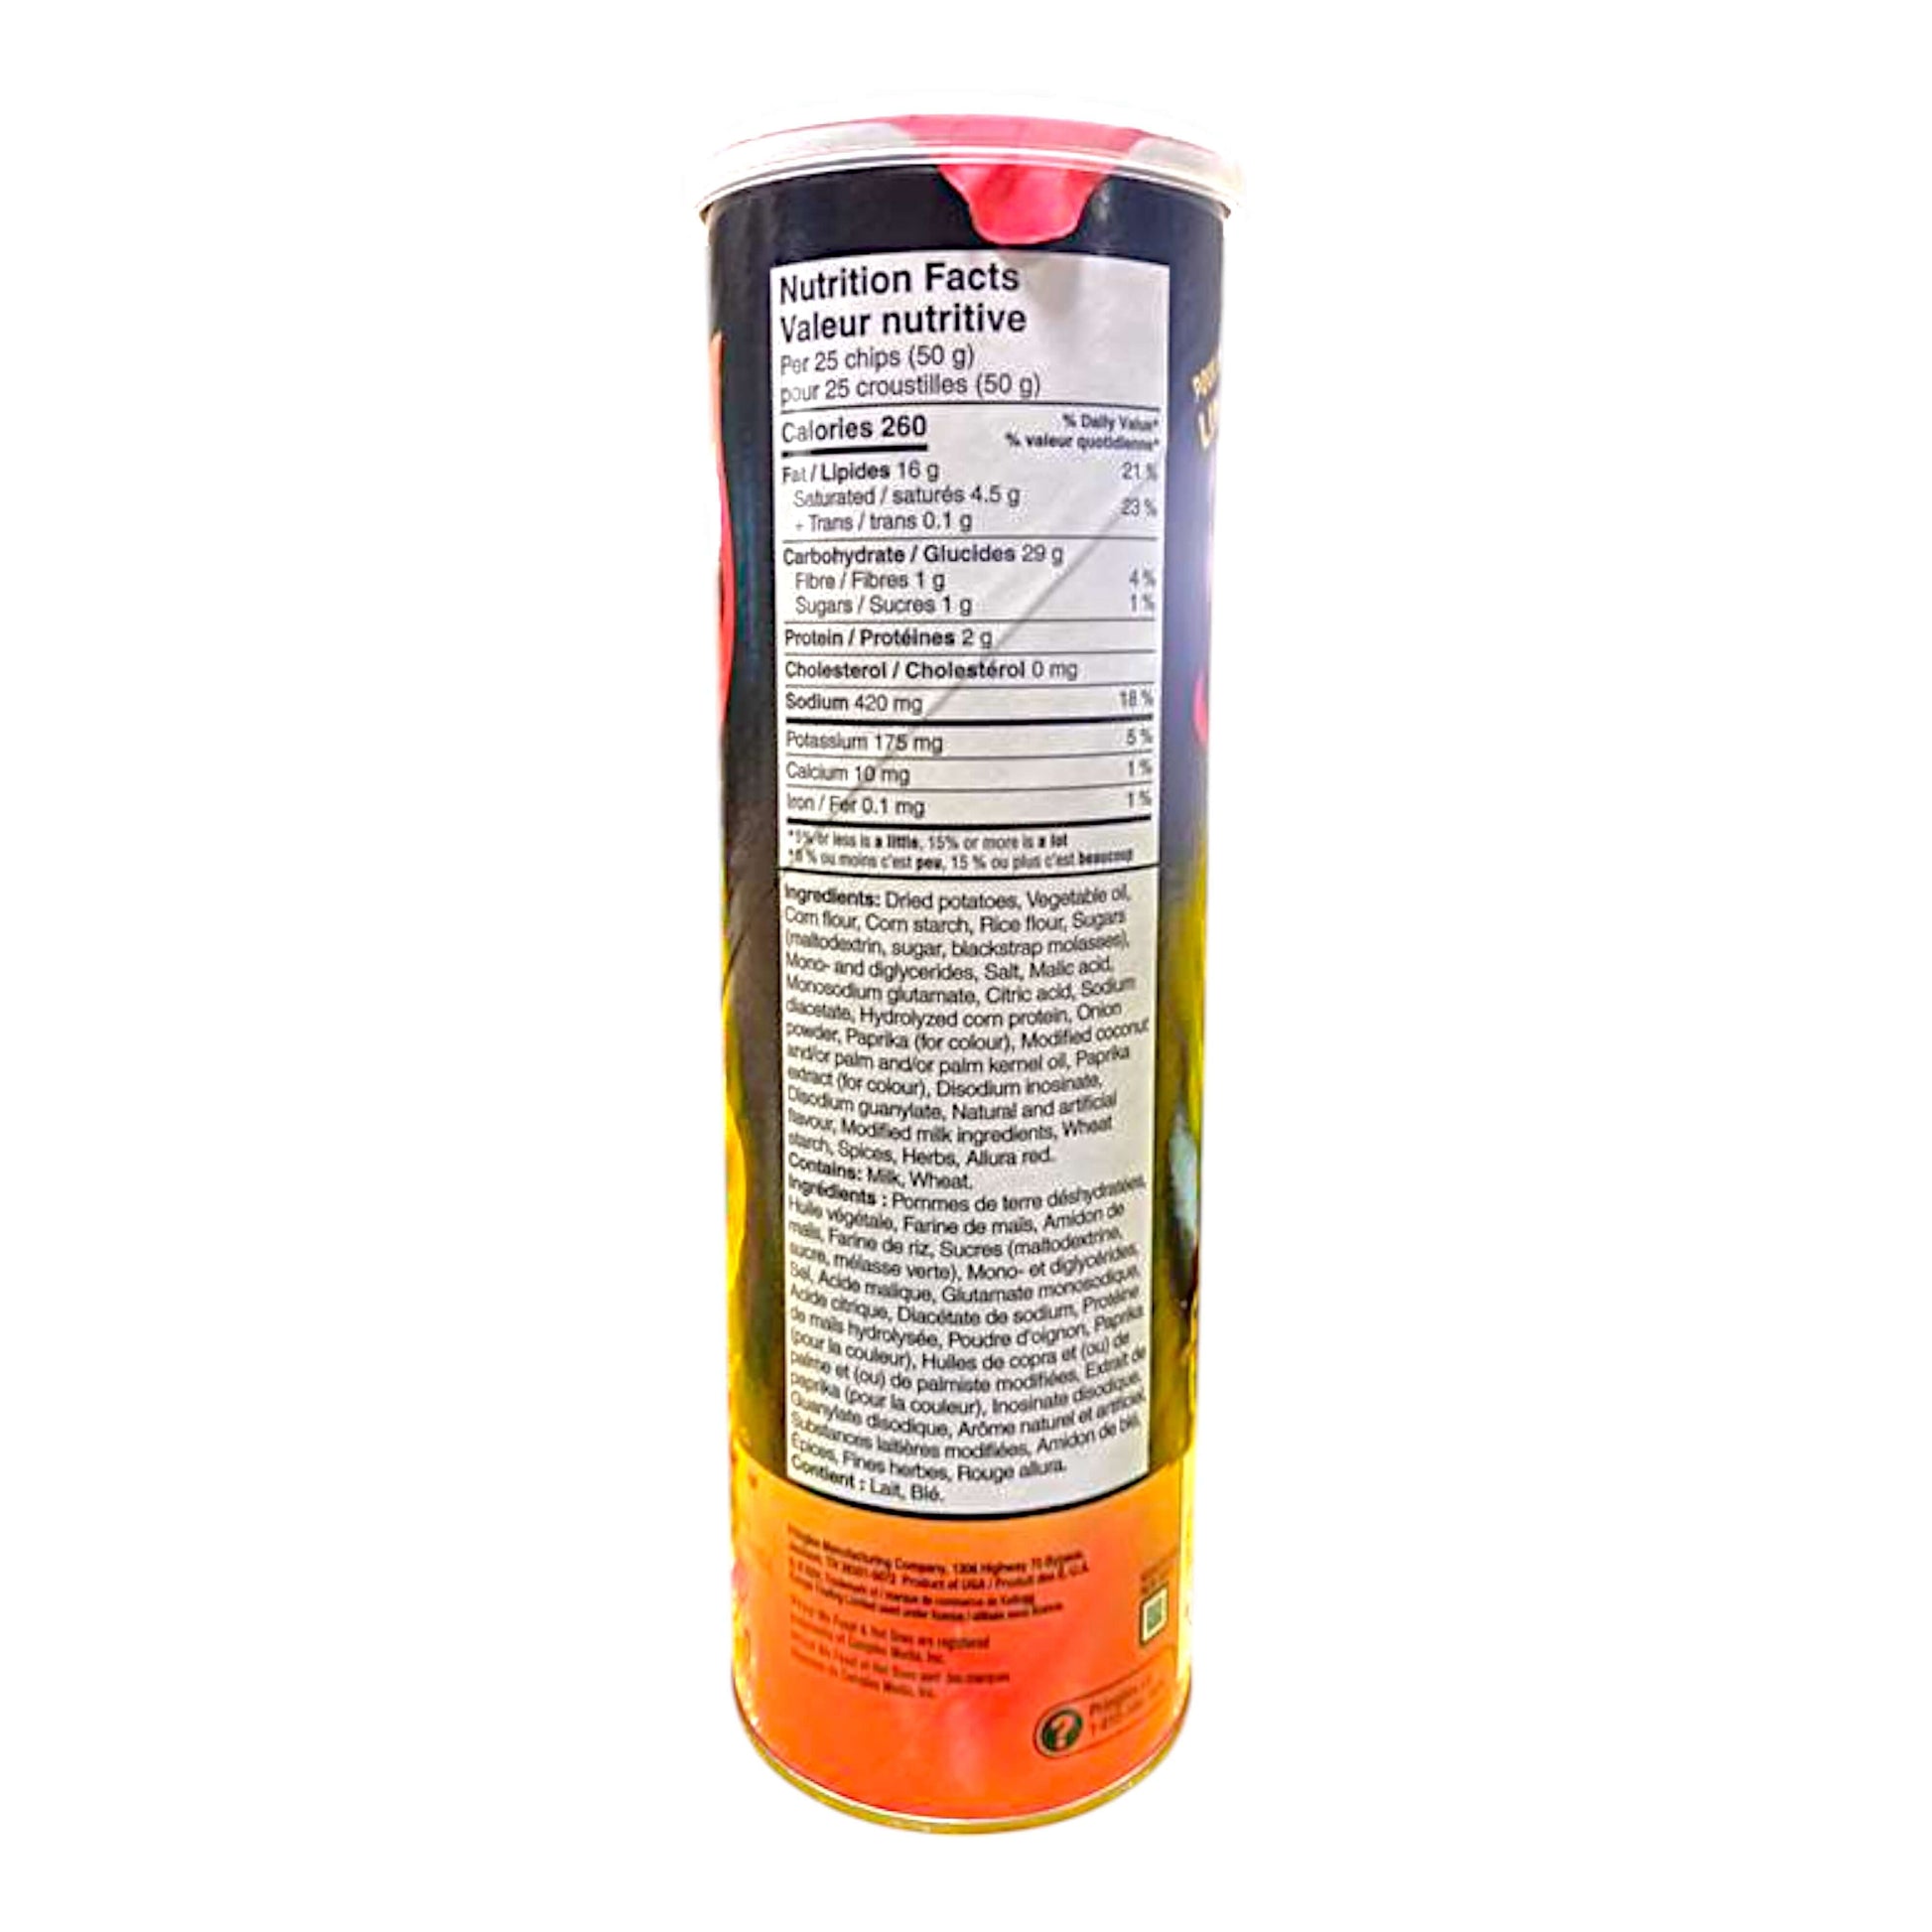 Nutrition Facts
Valeur nutritive
Per 25 chips (50 g)
pour 25 croustilles (50 g)
Calories 260
% Daily Value*
% valeur quotidienne*
Fat / Lipides 16 g 21 %
Saturated / saturés 4.5 g
+ Trans / trans 0.1 g 23 %
Carbohydrate / Glucides 29 g
Fibre / Fibres 1 g 4 %
Sugars / Sucres 1 g 1 %
Protein / Protéines 2 g
Cholesterol / Cholestérol 0 mg
Sodium 420 mg 18 %
Potassium 175 mg 5 %
Calcium 10 mg 1 %
Iron / Fer 0.1 mg 1 %
*5% or less is a little, 15% or more is a lot
*5 % ou moins c'est peu, 15 % ou plus c'est beaucoup
Ingredients: Dried potatoes, Vegetable oil,
Corn flour, Corn starch, Rice flour, Sugars
(maltodextrin, sugar, blackstrap molasses),
Mono- and diglycerides, Salt, Malic acid,
Monosodium glutamate, Citric acid, Sodium
diacetate, Hydrolyzed corn protein, Onion
powder, Paprika (for colour), Modified coconut
and/or palm and/or palm kernel oil, Paprika
extract (for colour), Disodium inosinate,
Disodium guanylate, Natural and artificial
flavour, Modified milk ingredients, Wheat
starch, Spices, Herbs, Allura red.
Contains: Milk, Wheat.
Ingrédients : Pommes de terre déshydratées,
Huile végétale, Farine de maïs, Amidon de
maïs, Farine de riz, Sucres (maltodextrine,
sucre, mélasse verte), Mono- et diglycérides,
Sel, Acide malique, Glutamate monosodique,
Acide citrique, Diacétate de sodium, Protéine
de maïs hydrolysée, Poudre d'oignon, Paprika
(pour la couleur), Huiles de copra et (ou) de
palme et (ou) de palmiste modifiées, Extrait de
paprika (pour la couleur), Inosinate disodique,
Guanylate disodique, Arôme naturel et artificiel,
Substances laitières modifiées, Amidon de blé,
Épices, Fines herbes, Rouge allura.
Contient : Lait, Blé.
Manufacturing Company, 1306 Highway 70 Bypass,
Product of USA / Produit des É.-U.A.